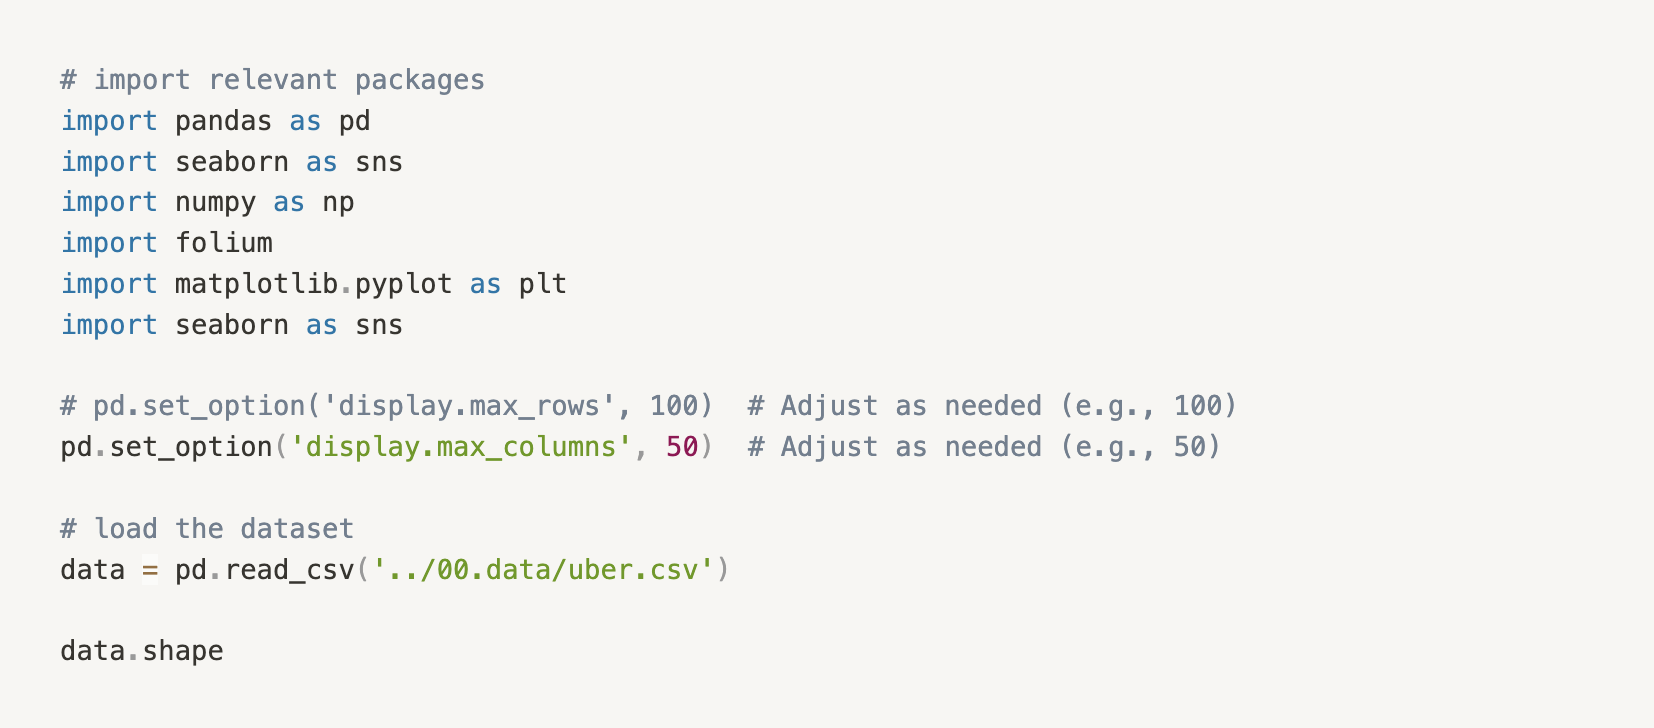 # import relevant packages
import pandas as pd
import seaborn as sns
import numpy as np
import folium
import matplotlib.pyplot as plt
import seaborn as sns
# pd.set_option('display.max_rows', 100)  # Adjust as needed (e.g., 100)
pd.set_option('display.max_columns', 50)  # Adjust as needed (e.g., 50)
# load the dataset
data = pd.read_csv('../00.data/uber.csv')
data.shape